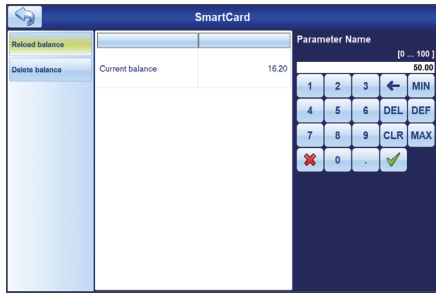 SmartCard
Reload balance
Delete balance
Current balance 16.20
Parameter Name
[0 ... 100 ]
50.00
1 2 3 MIN
4 5 6 DEL DEF
7 8 9 CLR MAX
0 .